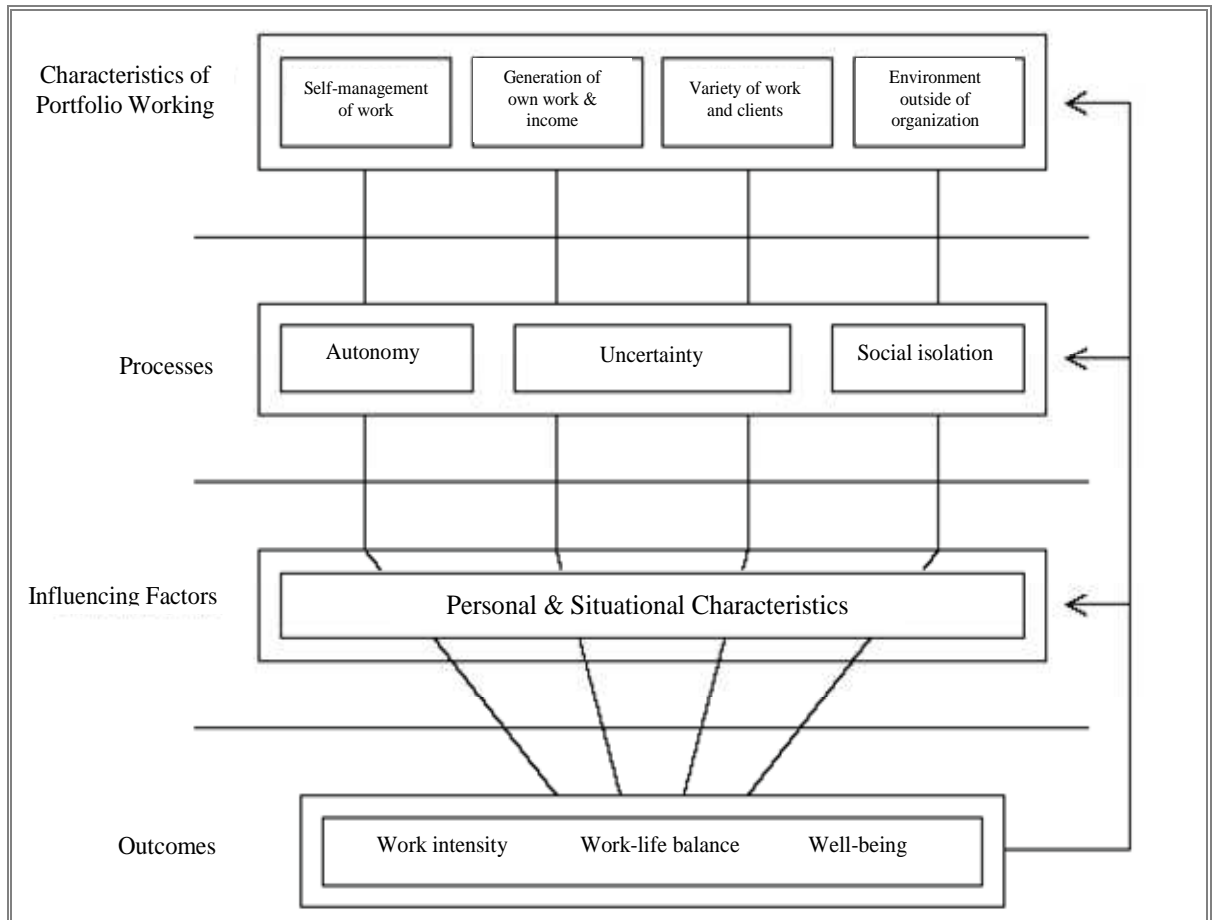 Characteristics of
Portfolio Working
Self-management
of work
Generation of
own work &
income
Variety of work
and clients
Environment
outside of
organization
Processes
Autonomy
Uncertainty
Social isolation
Influencing Factors
Personal & Situational Characteristics
Outcomes
Work intensity
Work-life balance
Well-being